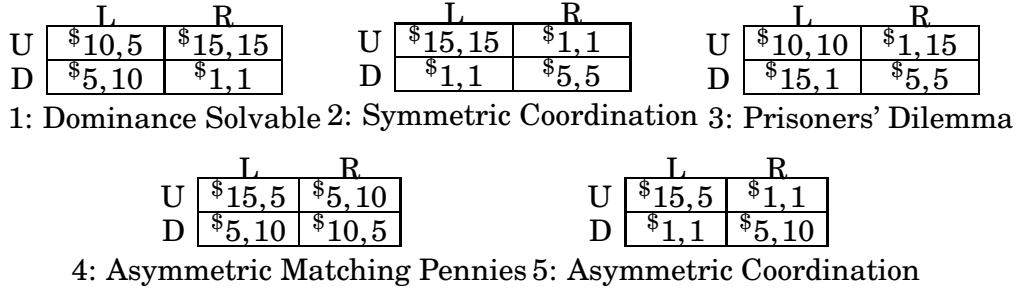 L R L R L R
U $10,5 $15,15 U $15,15 $1,1 U $10,10 $1,15
D $5,10 $1,1 D $1,1 $5,5 D $15,1 $5,5
1: Dominance Solvable 2: Symmetric Coordination 3: Prisoners' Dilemma
L R L R
U $15,5 $5,10 U $15,5 $1,1
D $5,10 $10,5 D $1,1 $5,10
4: Asymmetric Matching Pennies 5: Asymmetric Coordination